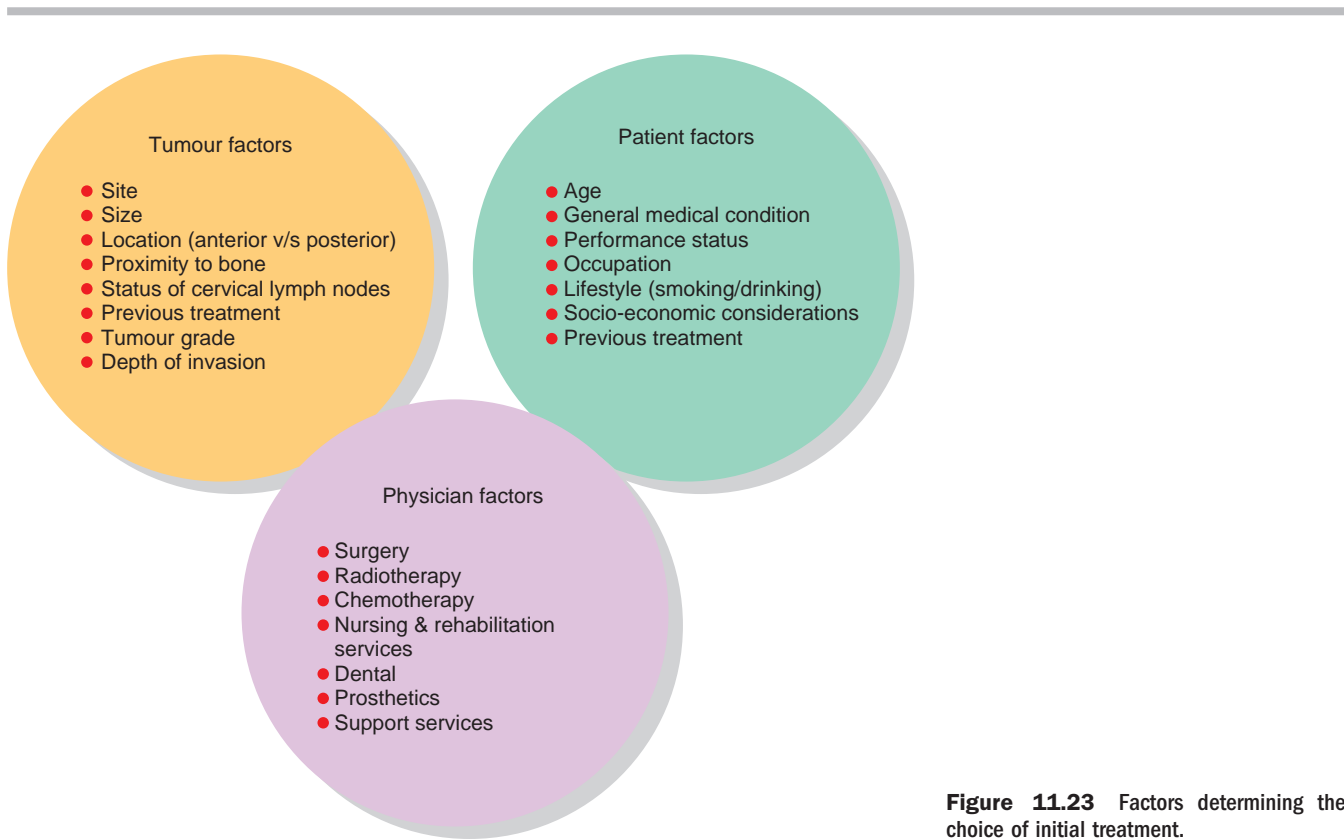 Tumour factors
● Site
● Size
● Location (anterior v/s posterior)
● Proximity to bone
● Status of cervical lymph nodes
● Previous treatment
● Tumour grade
● Depth of invasion
Patient factors
● Age
● General medical condition
● Performance status
● Occupation
● Lifestyle (smoking/drinking)
● Socio-economic considerations
● Previous treatment
Physician factors
● Surgery
● Radiotherapy
● Chemotherapy
● Nursing & rehabilitation
services
● Dental
● Prosthetics
● Support services
Figure 11.23 Factors determining the
choice of initial treatment.